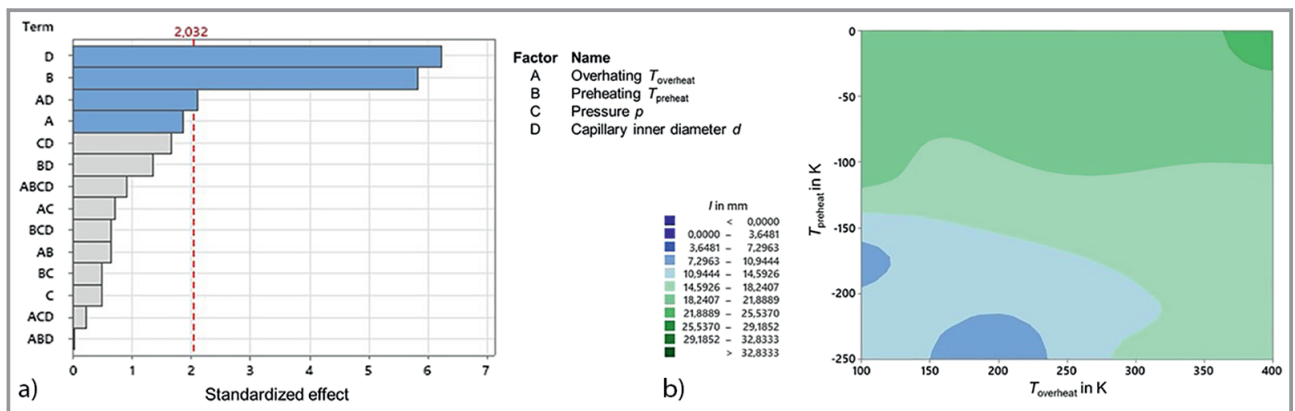 Term
2,032
D
B
AD
A
CD
BD
ABCD
AC
BCD
AB
BC
C
ACD
ABD
0 1 2 3 4 5 6 7
Standardized effect
a)
Factor Name
A Overhating Toverheat
B Preheating Tpreheat
C Pressure p
D Capillary inner diameter d
l in mm
< 0,0000
0,0000 – 3,6481
3,6481 – 7,2963
7,2963 – 10,9444
10,9444 – 14,5926
14,5926 – 18,2407
18,2407 – 21,8889
21,8889 – 25,5370
25,5370 – 29,1852
29,1852 – 32,8333
> 32,8333
b)
Tpreheat in K
0
-50
-100
-150
-200
-250
100 150 200 250 300 350 400
Toverheat in K